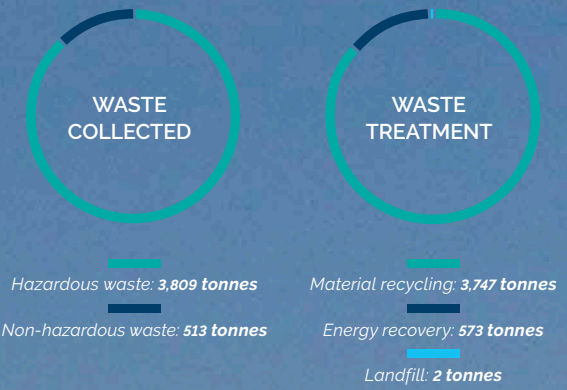 WASTE
COLLECTED
Hazardous waste: 3,809 tonnes
Non-hazardous waste: 513 tonnes
WASTE
TREATMENT
Material recycling: 3,747 tonnes
Energy recovery: 573 tonnes
Landfill: 2 tonnes